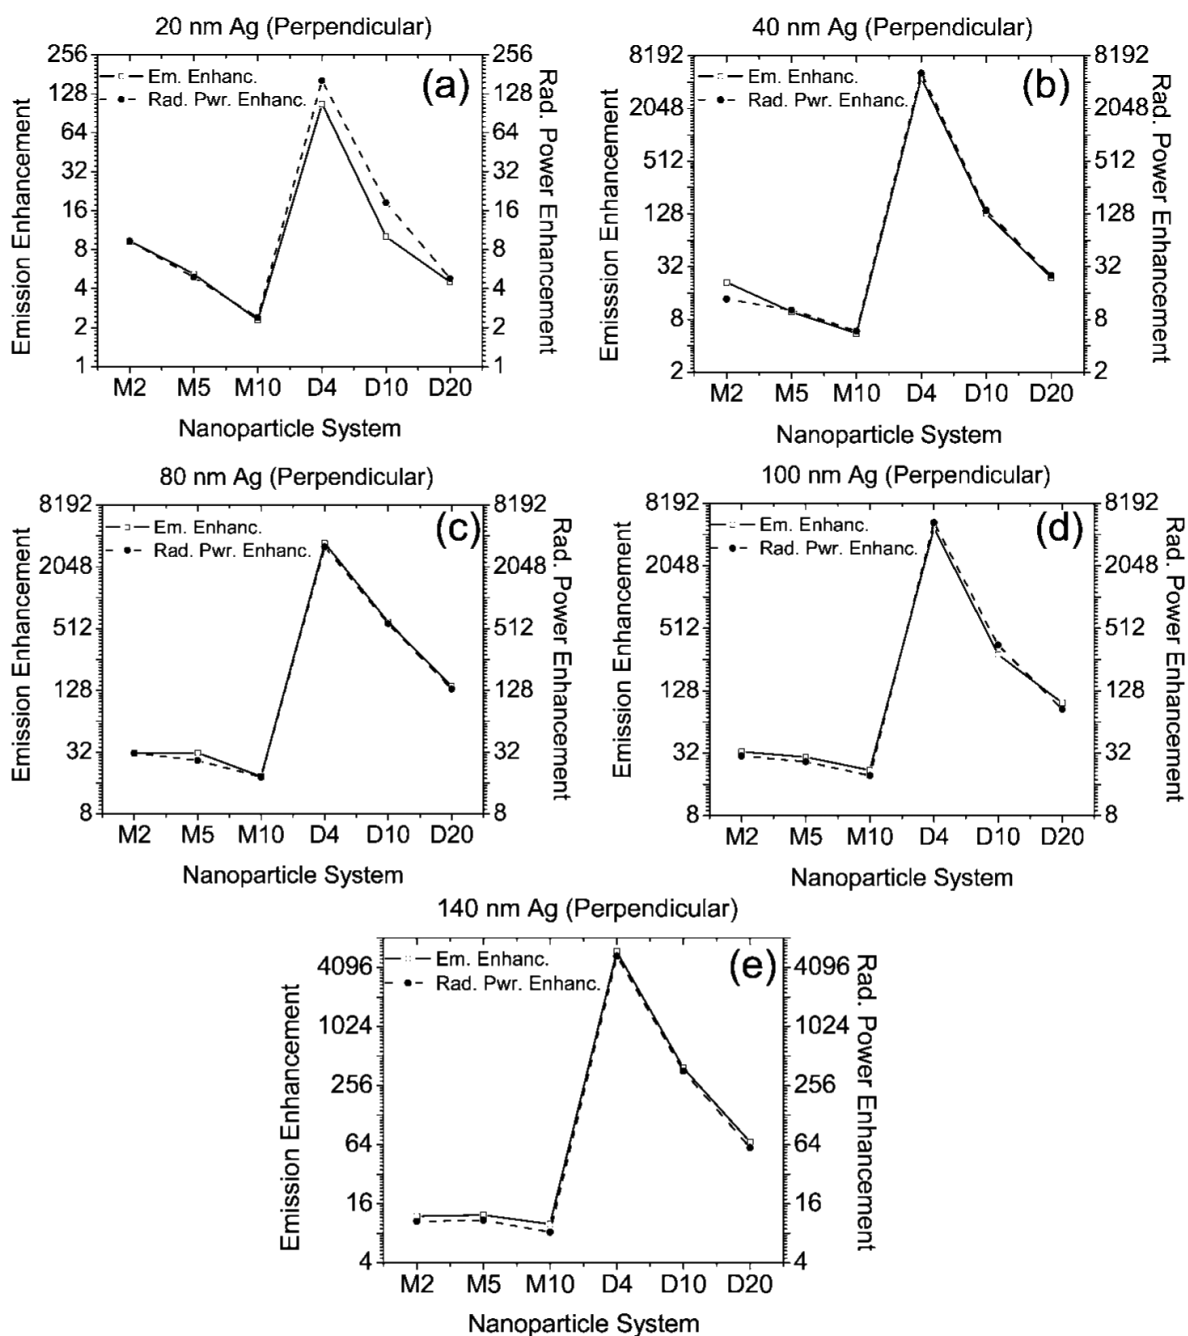 20 nm Ag (Perpendicular)
(a)
Em. Enhanc.
Rad. Pwr. Enhanc.
256
128
64
32
16
8
4
2
1
256
128
64
32
16
8
4
2
1
Emission Enhancement
Rad. Power Enhancement
M2 M5 M10 D4 D10 D20
Nanoparticle System
40 nm Ag (Perpendicular)
(b)
Em. Enhanc.
Rad. Pwr. Enhanc.
8192
2048
512
128
32
8
2
8192
2048
512
128
32
8
2
Emisssion Enhancement
Rad. Power Enhancement
M2 M5 M10 D4 D10 D20
Nanoparticle System
80 nm Ag (Perpendicular)
(c)
Em. Enhanc.
Rad. Pwr. Enhanc.
8192
2048
512
128
32
8
8192
2048
512
128
32
8
Emission Enhancement
Rad. Power Enhancement
M2 M5 M10 D4 D10 D20
Nanoparticle System
100 nm Ag (Perpendicular)
(d)
Em. Enhanc.
Rad. Pwr. Enhanc.
8192
2048
512
128
32
8
8192
2048
512
128
32
8
Emission Enhancement
Rad. Power Enhancement
M2 M5 M10 D4 D10 D20
Nanoparticle System
140 nm Ag (Perpendicular)
(e)
Em. Enhanc.
Rad. Pwr. Enhanc.
4096
1024
256
64
16
4
4096
1024
256
64
16
4
Emission Enhancement
Rad. Power Enhancement
M2 M5 M10 D4 D10 D20
Nanoparticle System